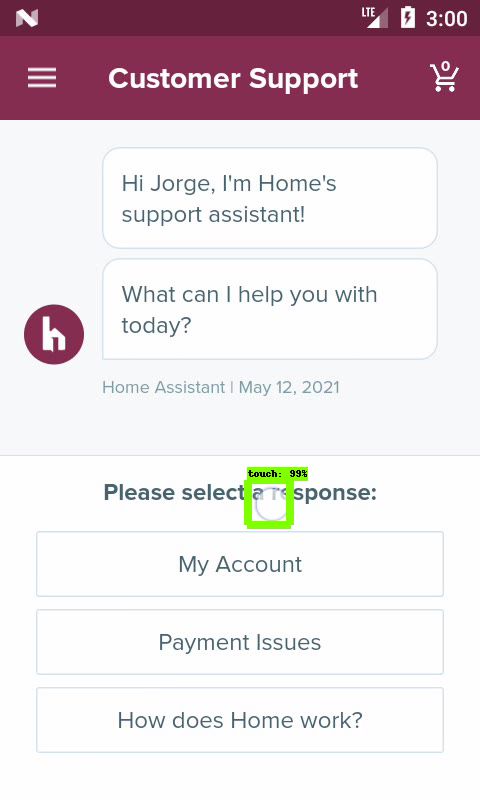 LTE 3:00
Customer Support 0
Hi Jorge, I'm Home's
support assistant!
What can I help you with
today?
h
Home Assistant | May 12, 2021
touch: 99%
Please select a response:
My Account
Payment Issues
How does Home work?